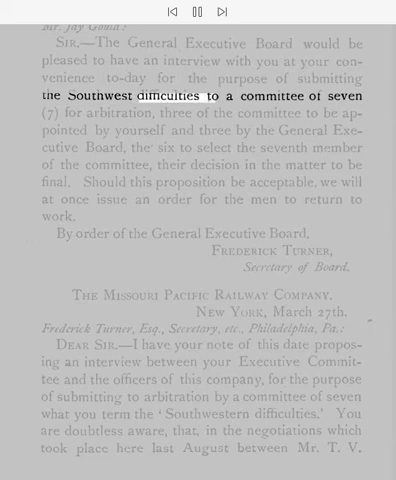 Mr. Jay Gould:
SIR.—The General Executive Board would be
pleased to have an interview with you at your con-
venience to-day for the purpose of submitting
the Southwest difficulties to a committee of seven
(7) for arbitration, three of the committee to be ap-
pointed by yourself and three by the General Exe-
cutive Board, the six to select the seventh member
of the committee, their decision in the matter to be
final. Should this proposition be acceptable, we will
at once issue an order for the men to return to
work.
By order of the General Executive Board.
FREDERICK TURNER,
Secretary of Board.
THE MISSOURI PACIFIC RAILWAY COMPANY.
NEW YORK, March 27th.
Frederick Turner, Esq., Secretary, etc., Philadelphia, Pa.:
DEAR SIR.—I have your note of this date propos-
ing an interview between your Executive Commit-
tee and the officers of this company, for the purpose
of submitting to arbitration by a committee of seven
what you term the ‘Southwestern difficulties.’ You
are doubtless aware, that, in the negotiations which
took place here last August between Mr. T. V.